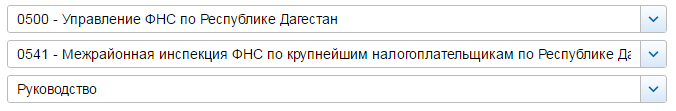 0500 - Управление ФНС по Республике Дагестан
0541 - Межрайонная инспекция ФНС по крупнейшим налогоплательщикам по Республике Да
Руководство